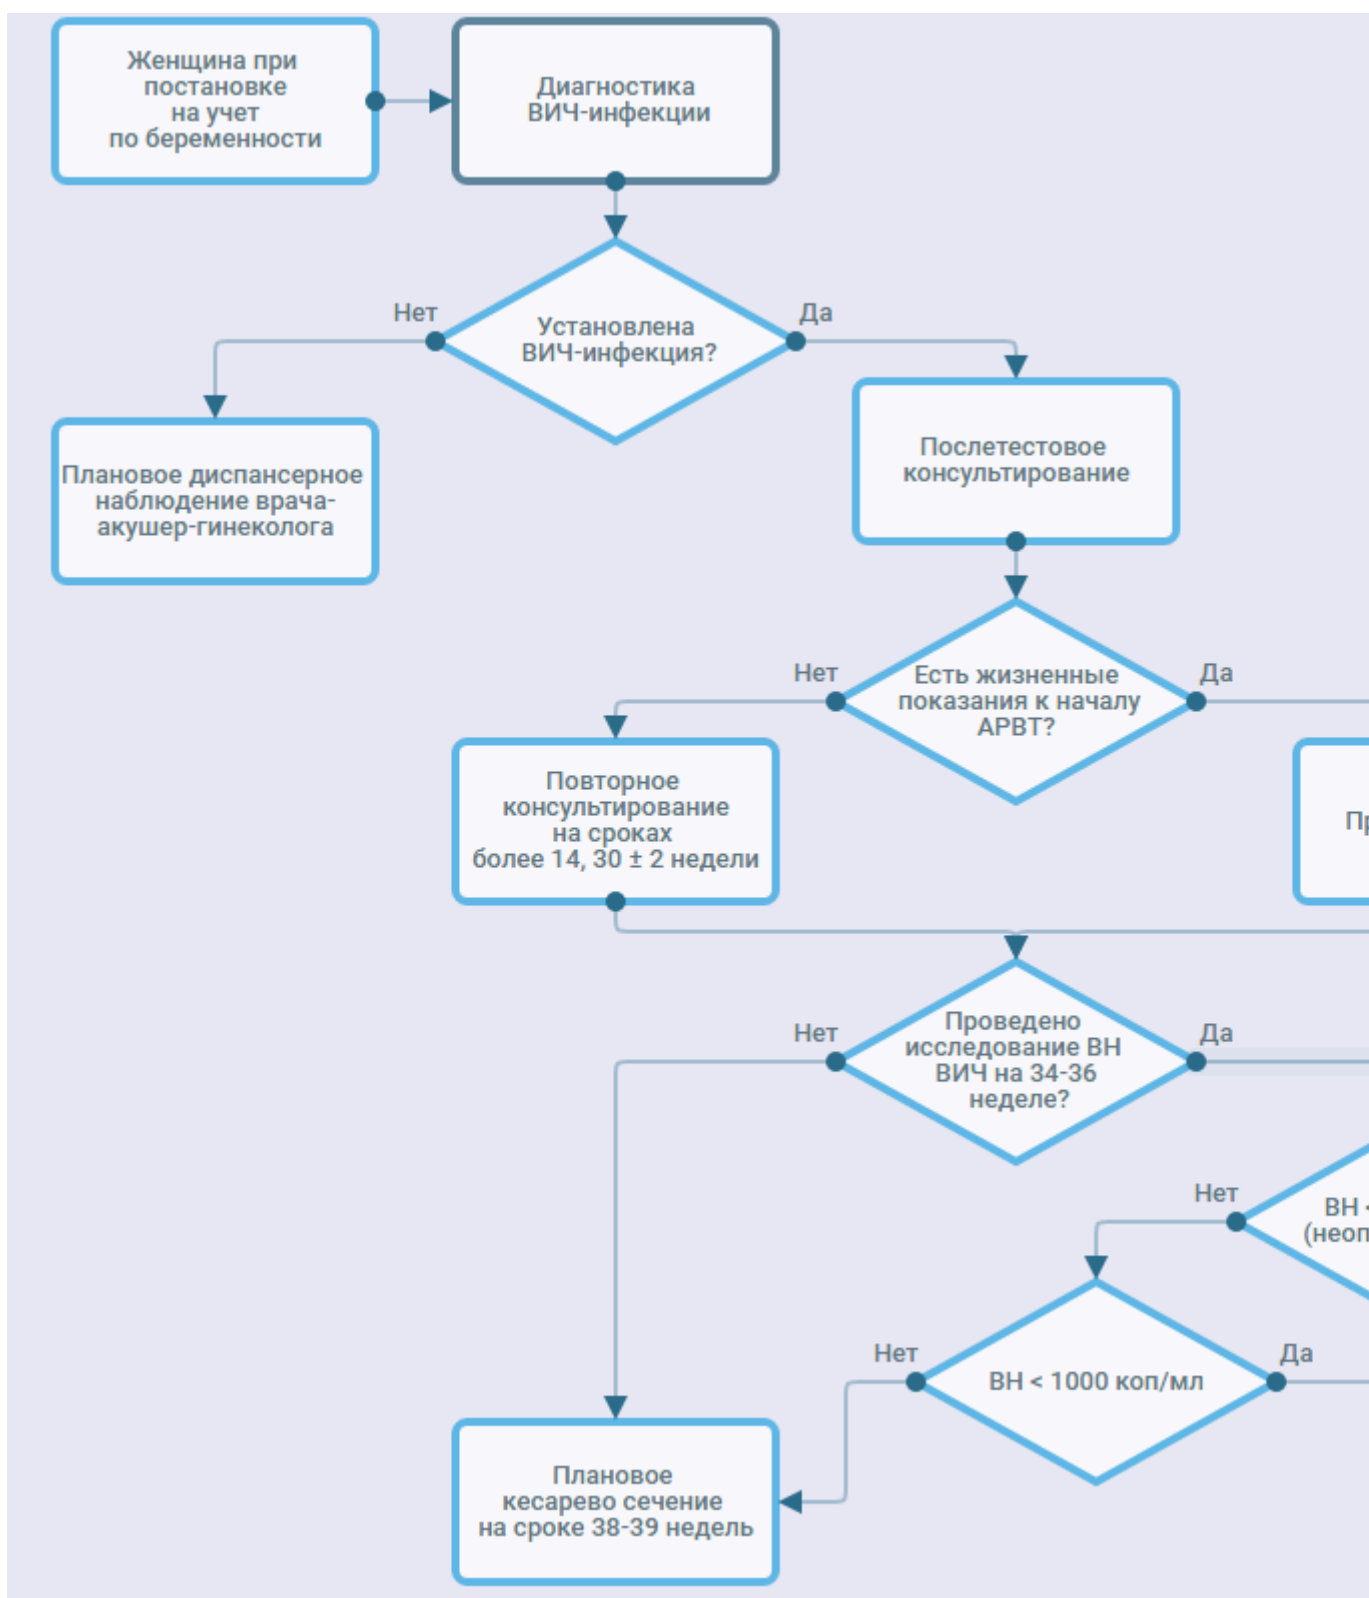 Женщина при
постановке
на учет
по беременности
Диагностика
ВИЧ-инфекции
Нет
Установлена
ВИЧ-инфекция?
Да
Плановое диспансерное
наблюдение врача-
акушер-гинеколога
Послетестовое
консультирование
Нет
Есть жизненные
показания к началу
АРВТ?
Да
Повторное
консультирование
на сроках
более 14, 30 ± 2 недели
Нет
Проведено
исследование ВН
ВИЧ на 34-36
неделе?
Да
Нет
ВН <
Нет
ВН < 1000 коп/мл
Да
Плановое
кесарево сечение
на сроке 38-39 недель